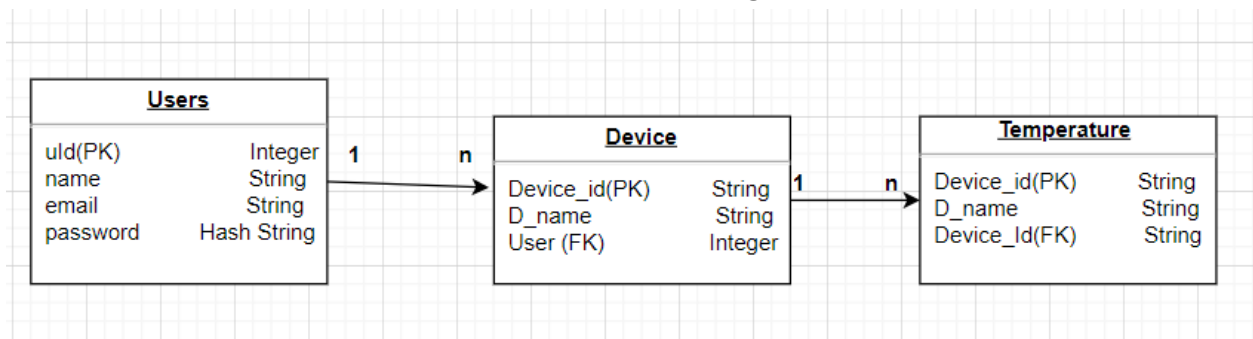 Users
uId(PK) Integer
name String
email String
password Hash String
1 n
Device
Device_id(PK) String
D_name String
User (FK) Integer
1 n
Temperature
Device_id(PK) String
D_name String
Device_Id(FK) String